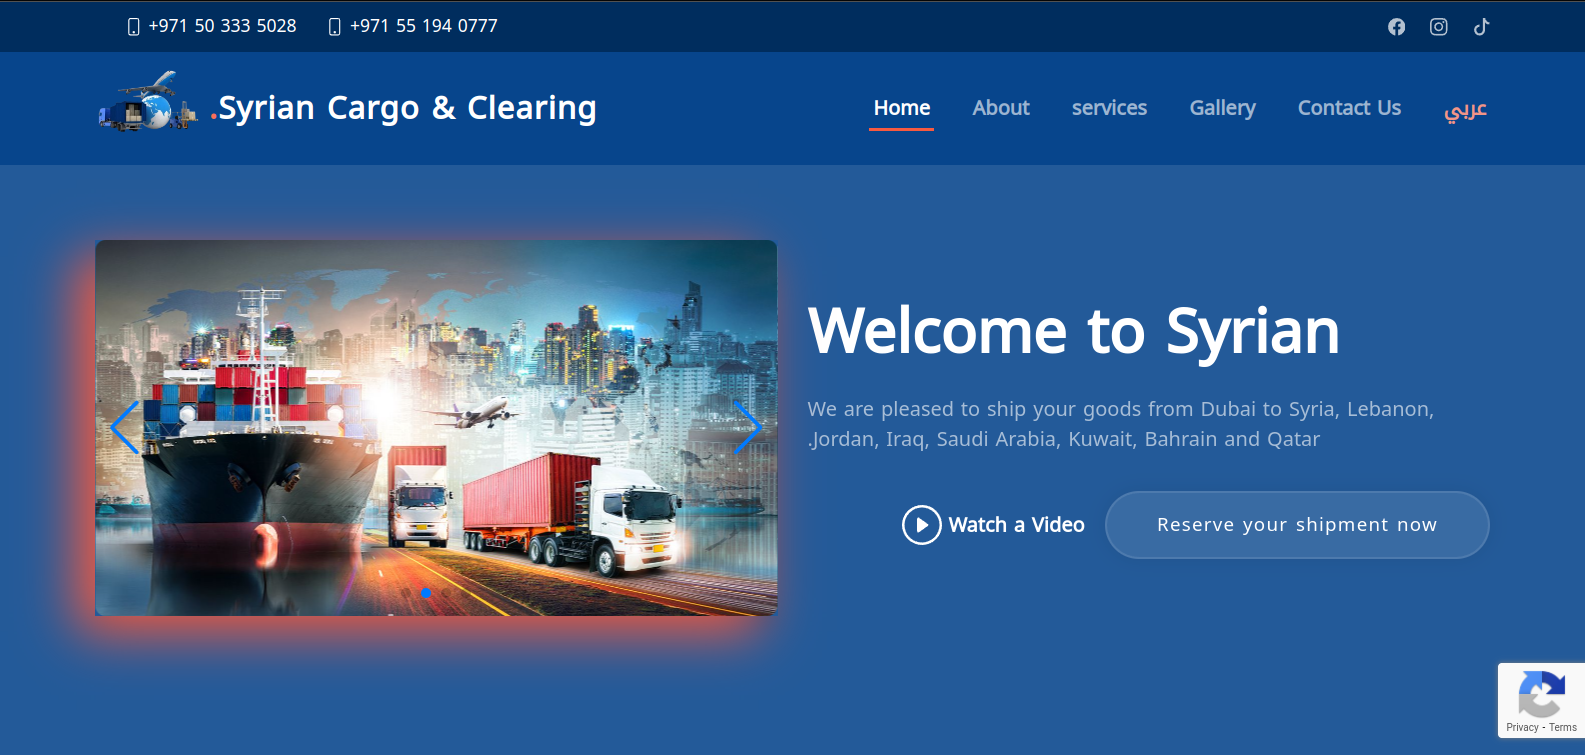 +971 50 333 5028 +971 55 194 0777
.Syrian Cargo & Clearing
Home About services Gallery Contact Us عربي
Welcome to Syrian
We are pleased to ship your goods from Dubai to Syria, Lebanon,
.Jordan, Iraq, Saudi Arabia, Kuwait, Bahrain and Qatar
Watch a Video
Reserve your shipment now
Privacy - Terms